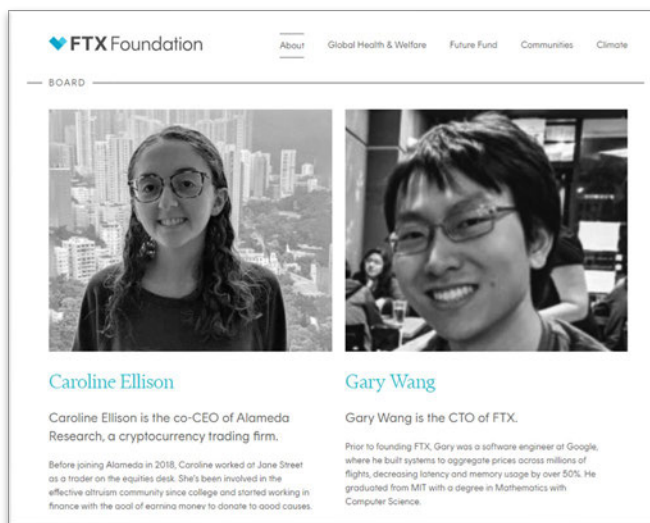 FTX Foundation
About Global Health & Welfare Future Fund Communities Climate
BOARD
Caroline Ellison
Caroline Ellison is the co-CEO of Alameda
Research, a cryptocurrency trading firm.
Before joining Alameda in 2018, Caroline worked at Jane Street
as a trader on the equities desk. She's been involved in the
effective altruism community since college and started working in
finance with the goal of earning money to donate to good causes.
Gary Wang
Gary Wang is the CTO of FTX.
Prior to founding FTX, Gary was a software engineer at Google,
where he built systems to aggregate prices across millions of
flights, decreasing latency and memory usage by over 50%. He
graduated from MIT with a degree in Mathematics with
Computer Science.